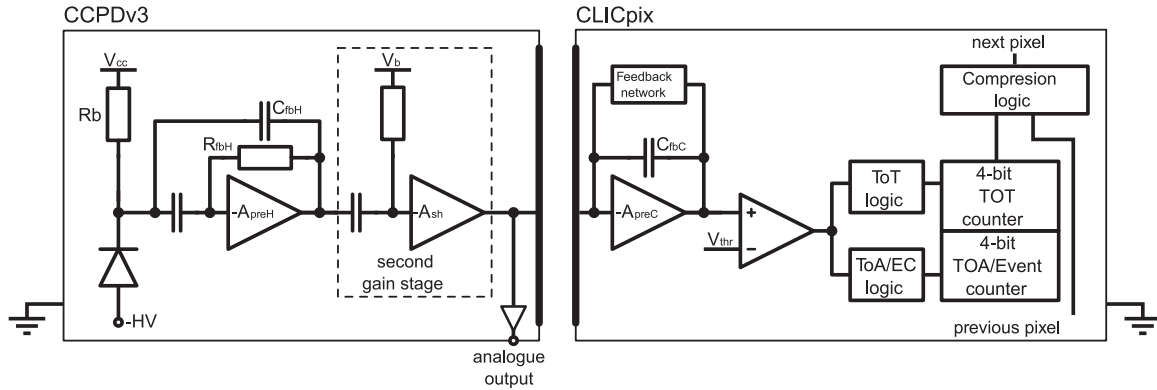 CCPDv3
CLICpix
Vcc
Rb
CfbH
RfbH
-ApreH
-HV
Vb
-Ash
second
gain stage
analogue
output
Feedback
network
CfbC
-ApreC
Vthr
+
-
ToT
logic
ToA/EC
logic
next pixel
Compresion
logic
4-bit
TOT
counter
4-bit
TOA/Event
counter
previous pixel